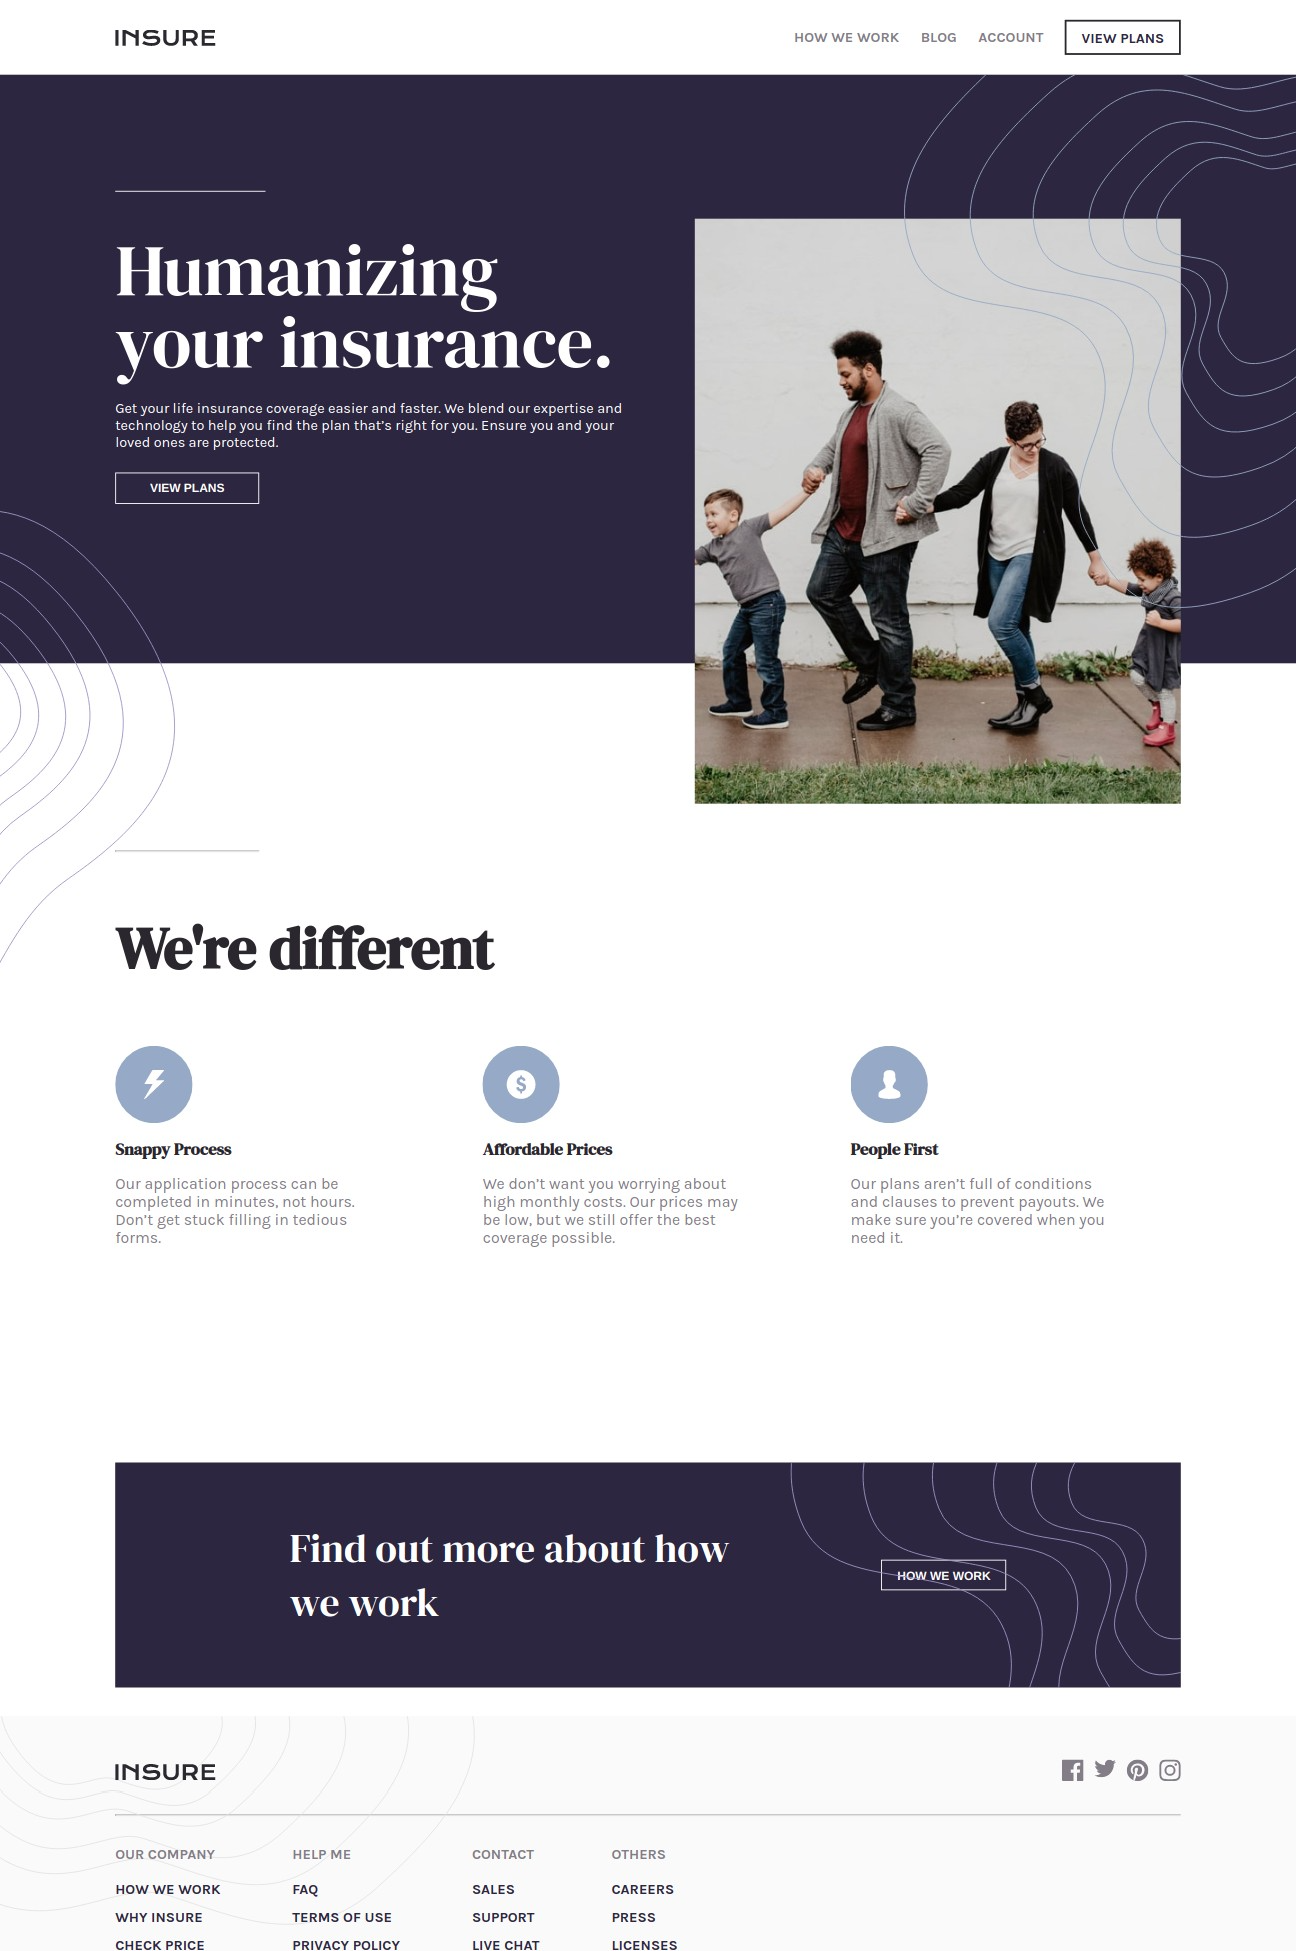 INSURE
HOW WE WORK BLOG ACCOUNT VIEW PLANS
Humanizing
your insurance.
Get your life insurance coverage easier and faster. We blend our expertise and
technology to help you find the plan that’s right for you. Ensure you and your
loved ones are protected.
VIEW PLANS
We're different
Snappy Process
Our application process can be
completed in minutes, not hours.
Don’t get stuck filling in tedious
forms.
Affordable Prices
We don’t want you worrying about
high monthly costs. Our prices may
be low, but we still offer the best
coverage possible.
People First
Our plans aren’t full of conditions
and clauses to prevent payouts. We
make sure you’re covered when you
need it.
Find out more about how
we work
HOW WE WORK
INSURE
OUR COMPANY
HOW WE WORK
WHY INSURE
CHECK PRICE
HELP ME
FAQ
TERMS OF USE
PRIVACY POLICY
CONTACT
SALES
SUPPORT
LIVE CHAT
OTHERS
CAREERS
PRESS
LICENSES